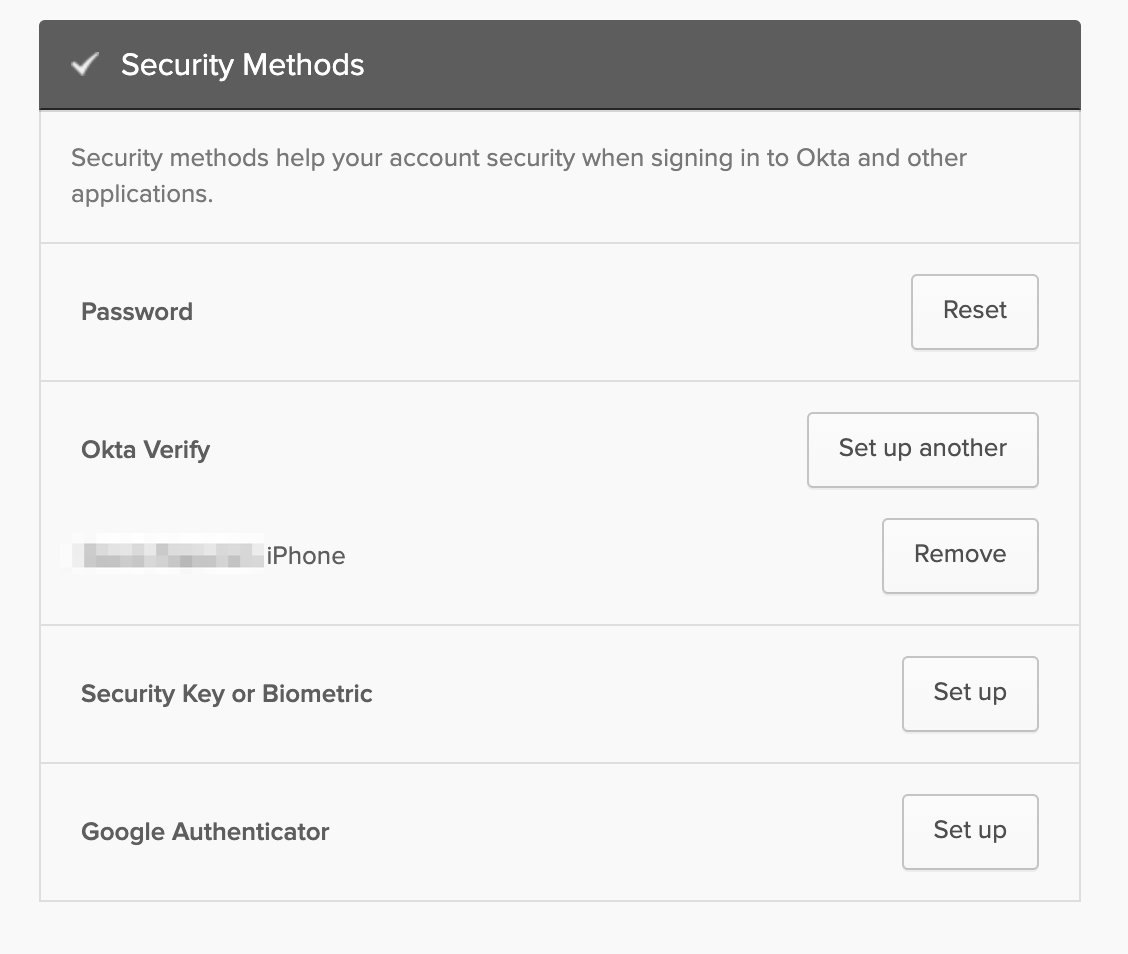 Security Methods
Security methods help your account security when signing in to Okta and other
applications.
Password
Reset
Okta Verify
Set up another
iPhone
Remove
Security Key or Biometric
Set up
Google Authenticator
Set up